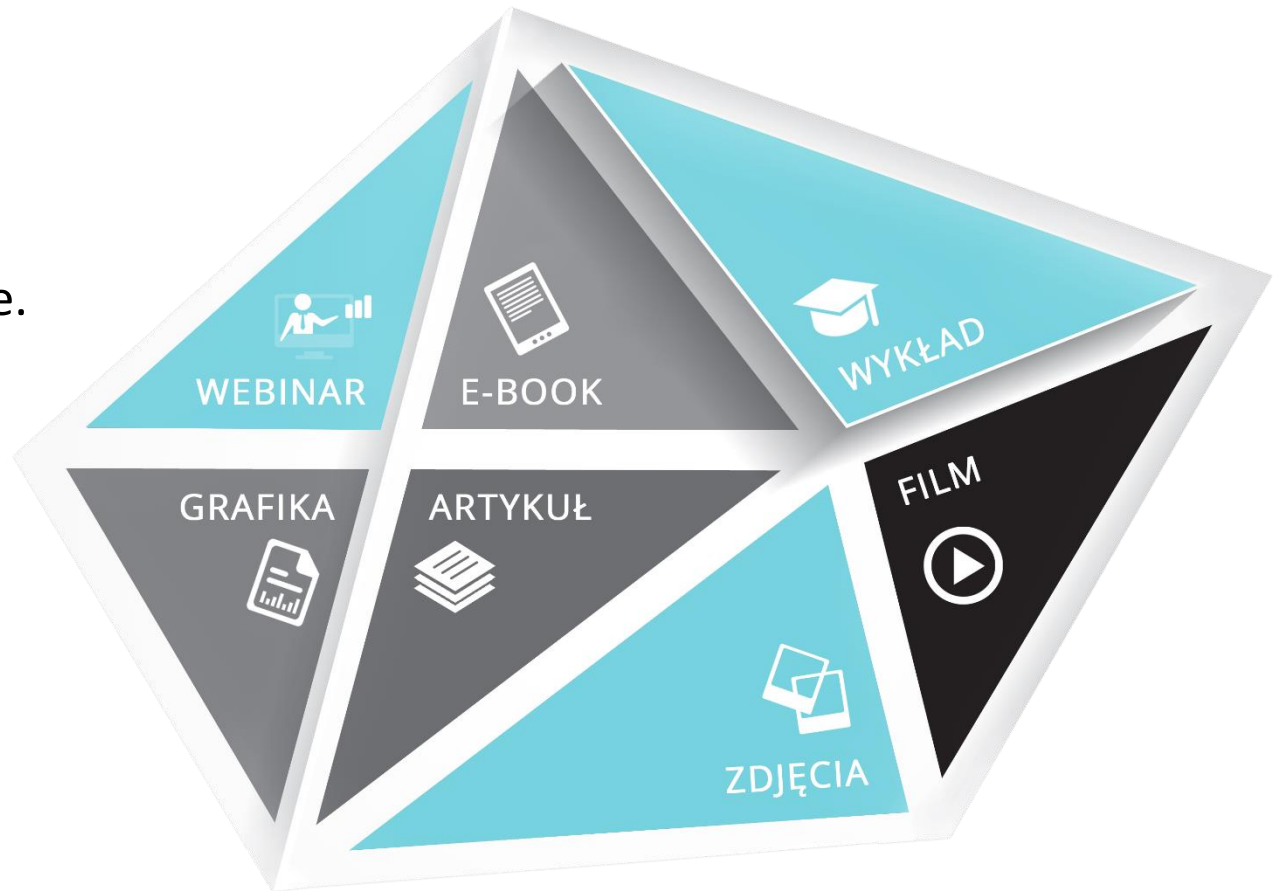 e.
WYKŁAD
WEBINAR
E-BOOK
FILM
GRAFIKA
ARTYKUŁ
ZDJĘCIA